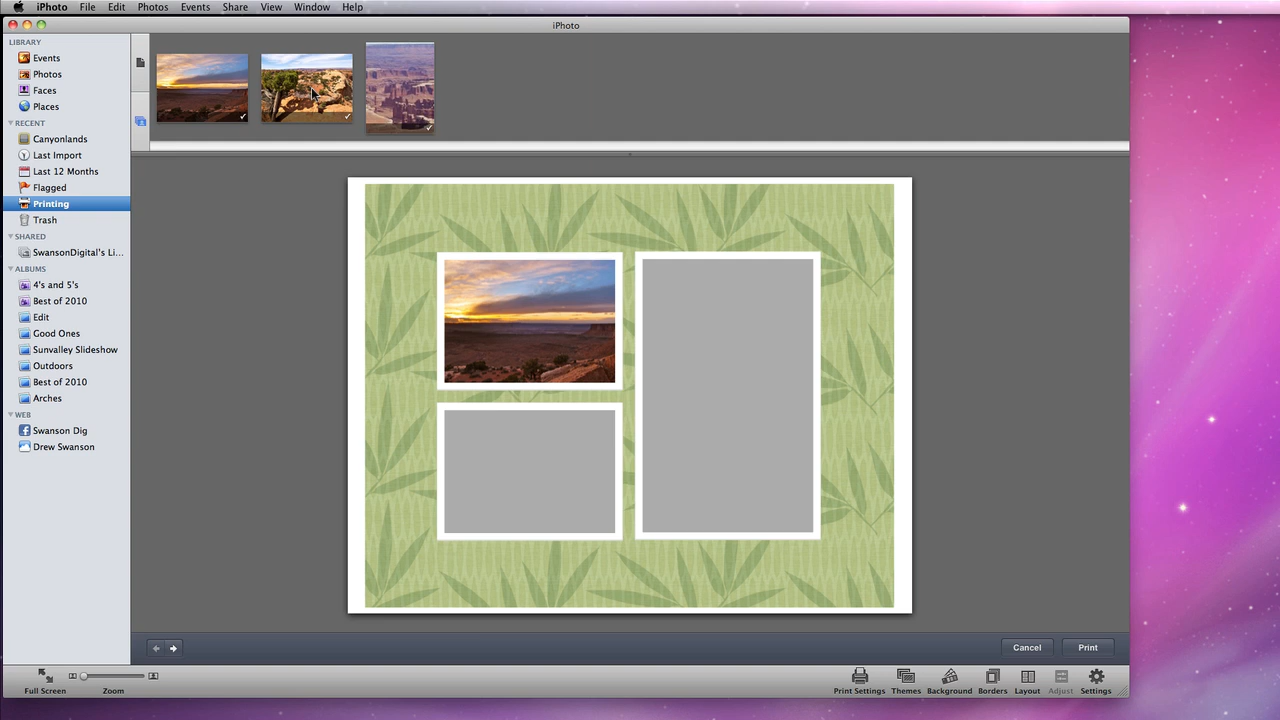 iPhoto File Edit Photos Events Share View Window Help
iPhoto
LIBRARY
Events
Photos
Faces
Places
RECENT
Canyonlands
Last Import
Last 12 Months
Flagged
Printing
Trash
SHARED
SwansonDigital's Li...
ALBUMS
4's and 5's
Best of 2010
Edit
Good Ones
Sunvalley Slideshow
Outdoors
Best of 2010
Arches
WEB
Swanson Dig
Drew Swanson
Cancel Print
Full Screen Zoom Print Settings Themes Background Borders Layout Adjust Settings